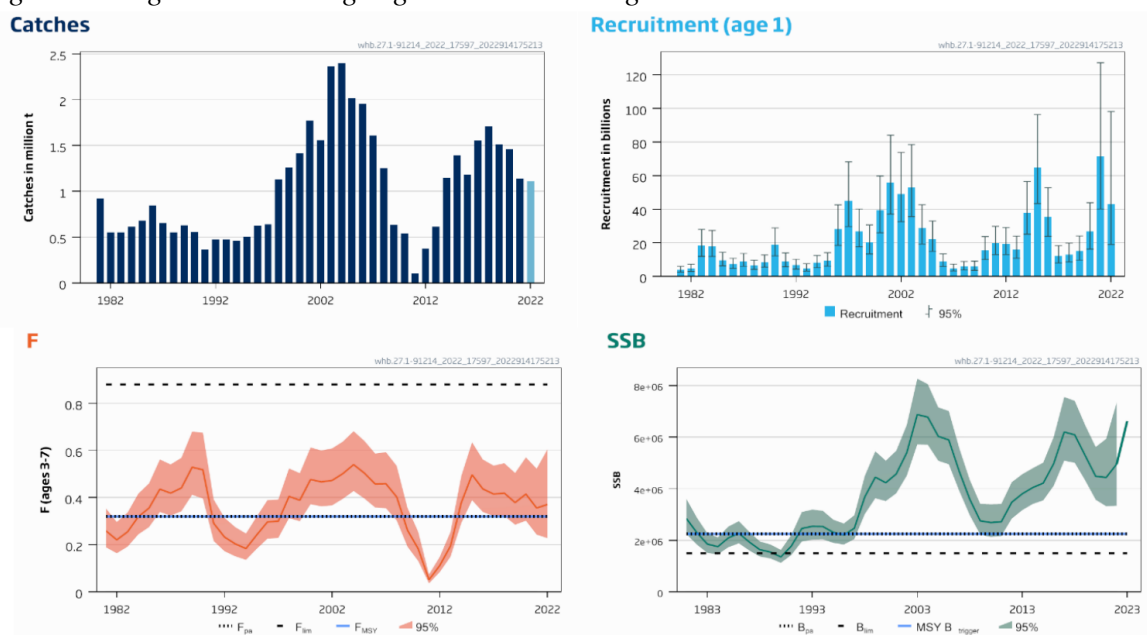 Catches
whb.27.1-91214_2022_17597_2022914175213
Catches in million t
2.5
2
1.5
1
0.5
0
1982 1992 2002 2012 2022
Recruitment (age 1)
whb.27.1-91214_2022_17597_2022914175213
Recruitment in billions
120
100
80
60
40
20
0
1982 1992 2002 2012 2022
Recruitment 95%
F
whb.27.1-91214_2022_17597_2022914175213
F (ages 3-7)
0.8
0.6
0.4
0.2
0
1982 1992 2002 2012 2022
Fpa Flim FMSY 95%
SSB
whb.27.1-91214_2022_17597_2022914175213
SSB
8e+06
6e+06
4e+06
2e+06
0
1983 1993 2003 2013 2023
Bpa Blim MSY B trigger 95%